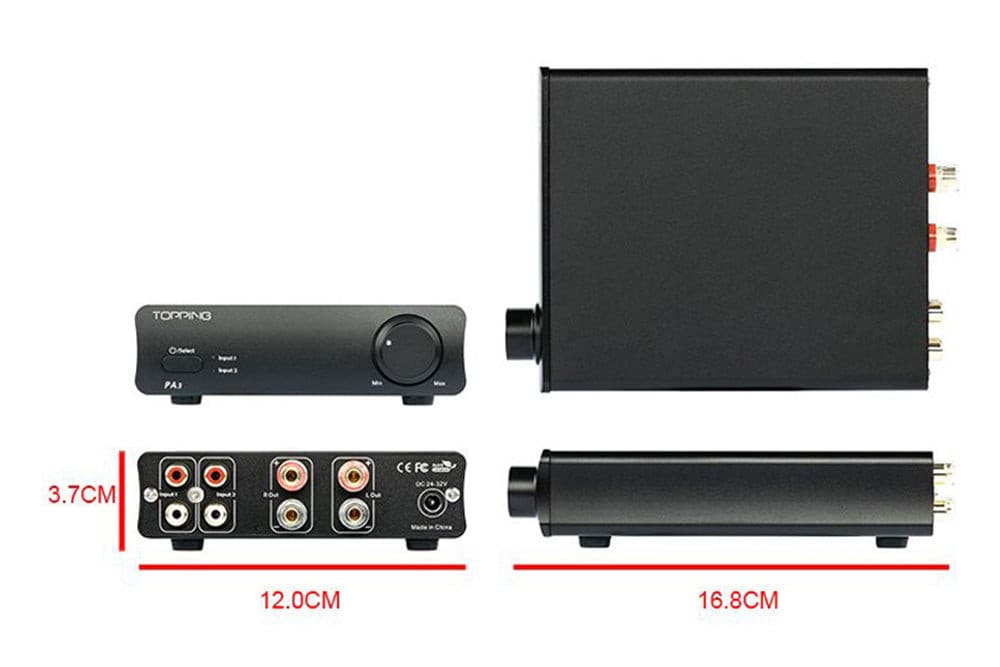 TOPPING
⏻/Select
Input 1
Input 2
PA3
Min
Max
3.7CM
CE FC RoHS
Input 1
Input 2
R Out
L Out
+
+
-
-
DC 24-32V
Made in China
12.0CM
16.8CM